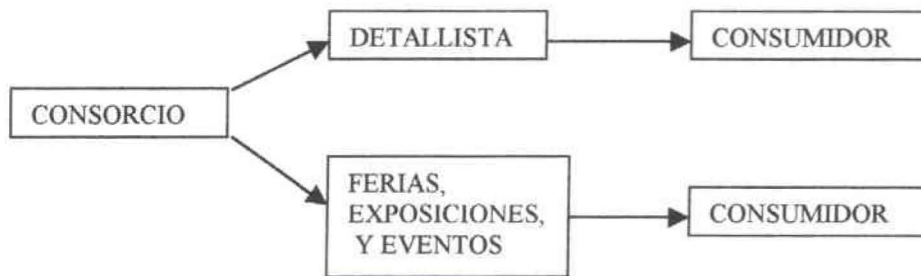 DETALLISTA
CONSUMIDOR
CONSORCIO
FERIAS,
EXPOSICIONES,
Y EVENTOS
CONSUMIDOR